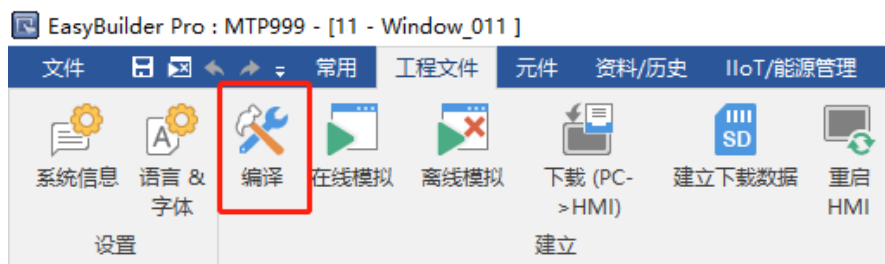 EasyBuilder Pro : MTP999 - [11 - Window_011 ]
文件 常用 工程文件 元件 资料/历史 IIoT/能源管理
系统信息 语言 & 字体 编译 在线模拟 离线模拟 下载 (PC->HMI) 建立下载数据 重启 HMI
SD
设置 建立